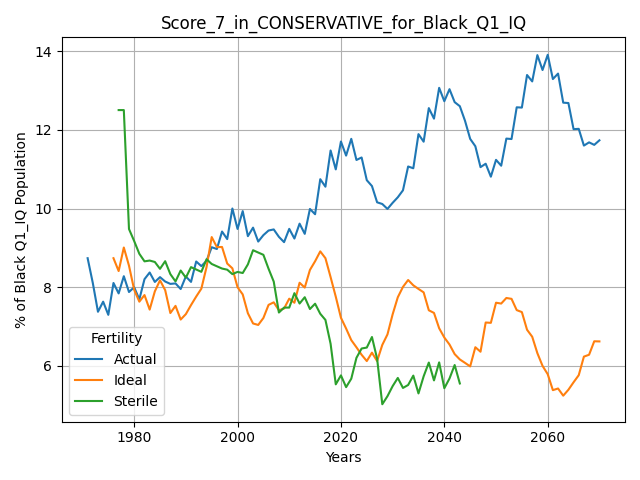 Score_7_in_CONSERVATIVE_for_Black_Q1_IQ
% of Black Q1_IQ Population
14
12
10
8
6
Fertility
Actual
Ideal
Sterile
1980
2000
2020
2040
2060
Years